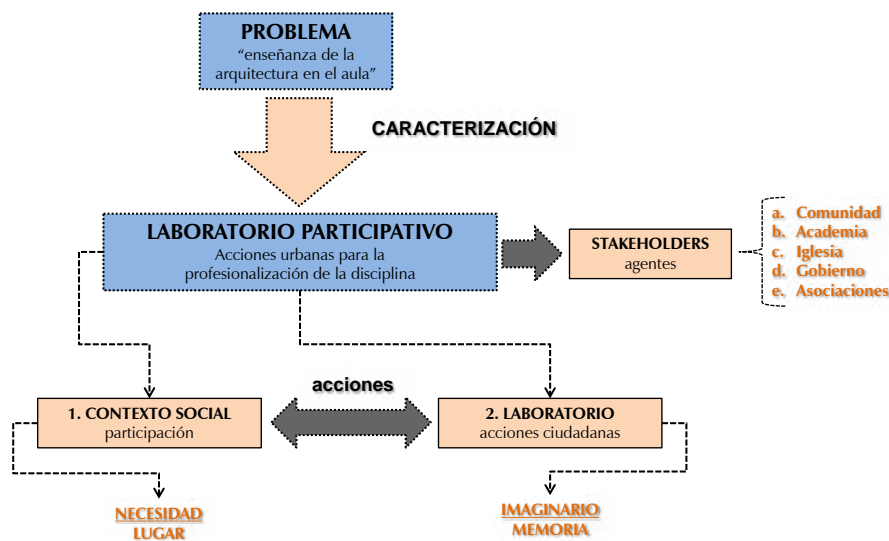 PROBLEMA
“enseñanza de la
arquitectura en el aula”
CARACTERIZACIÓN
LABORATORIO PARTICIPATIVO
Acciones urbanas para la
profesionalización de la disciplina
STAKEHOLDERS
agentes
a. Comunidad
b. Academia
c. Iglesia
d. Gobierno
e. Asociaciones
acciones
1. CONTEXTO SOCIAL
participación
2. LABORATORIO
acciones ciudadanas
NECESIDAD
LUGAR
IMAGINARIO
MEMORIA